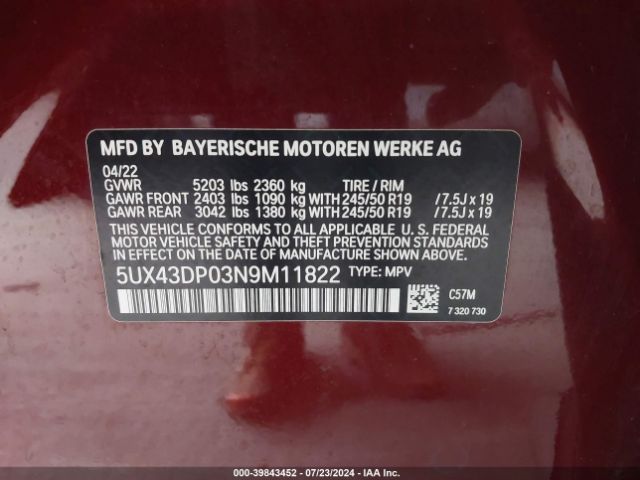 MFD BY BAYERISCHE MOTOREN WERKE AG
04/22
GVWR 5203 lbs 2360 kg TIRE / RIM
GAWR FRONT 2403 lbs 1090 kg WITH 245/50 R19 /7.5J x 19
GAWR REAR 3042 lbs 1380 kg WITH 245/50 R19 /7.5J x 19
THIS VEHICLE CONFORMS TO ALL APPLICABLE U. S. FEDERAL
MOTOR VEHICLE SAFETY, BUMPER, AND THEFT PREVENTION
STANDARDS IN EFFECT ON THE DATE OF MANUFACTURE SHOWN ABOVE.
5UX43DP03N9M11822 TYPE: MPV
C57M
7 320 730
000-39843452 | 07/23/2024 | IAAI.COM